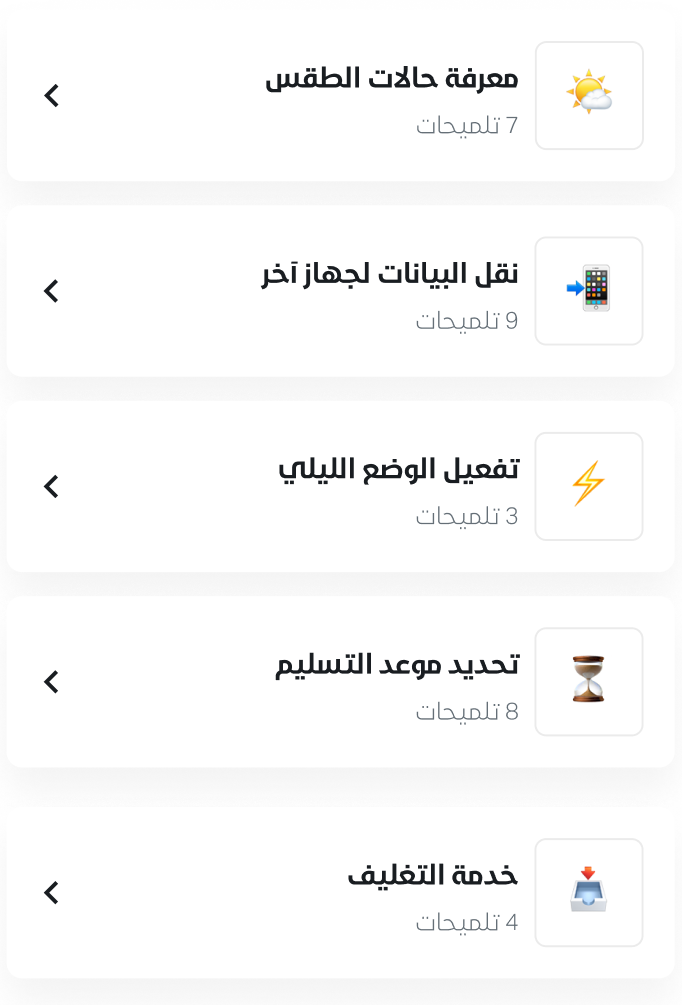 معرفة حالات الطقس
7 تلميحات
نقل البيانات لجهاز آخر
9 تلميحات
تفعيل الوضع الليلي
3 تلميحات
تحديد موعد التسليم
8 تلميحات
خدمة التغليف
4 تلميحات